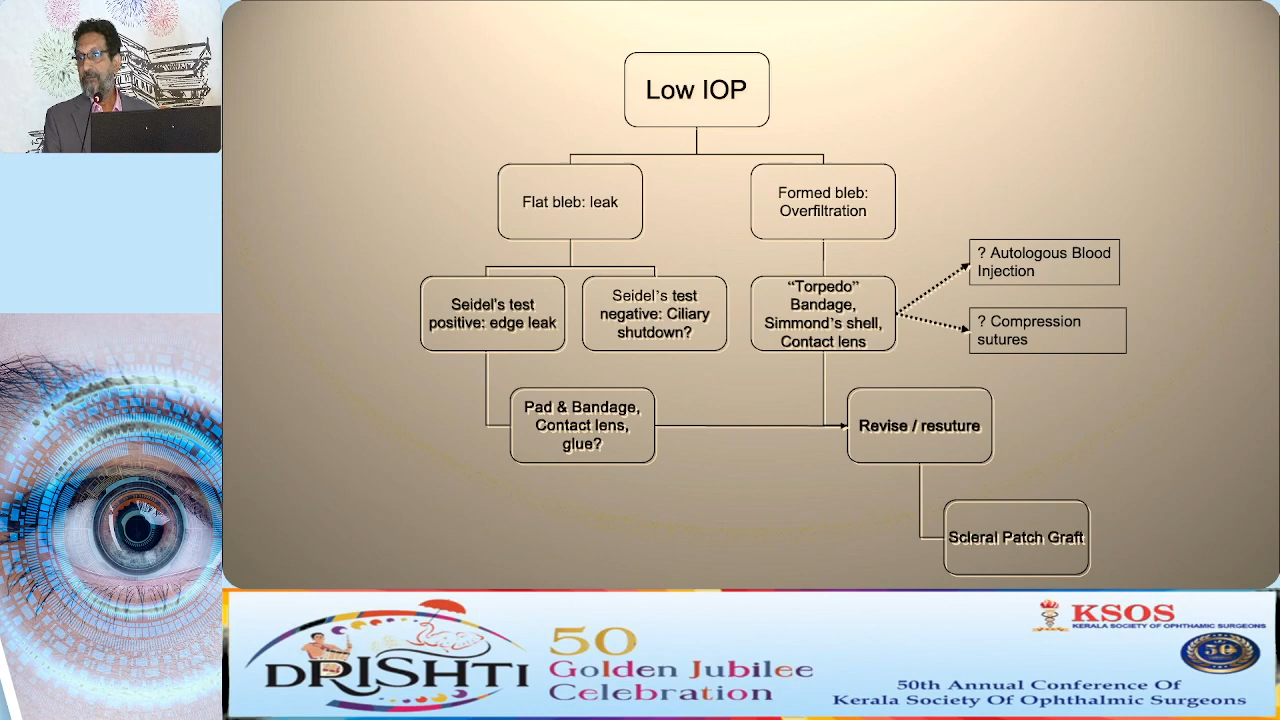 Low IOP
Flat bleb: leak
Formed bleb:
Overfiltration
Seidel's test
positive: edge leak
Seidel's test
negative: Ciliary
shutdown?
“Torpedo”
Bandage,
Simmond's shell,
Contact lens
? Autologous Blood
Injection
? Compression
sutures
Pad & Bandage,
Contact lens,
glue?
Revise / resuture
Scleral Patch Graft
DRISHTI
50
Golden Jubilee
Celebration
KSOS
KERALA SOCIETY OF OPHTHAMIC SURGEONS
50
50th Annual Conference Of
Kerala Society Of Ophthalmic Surgeons